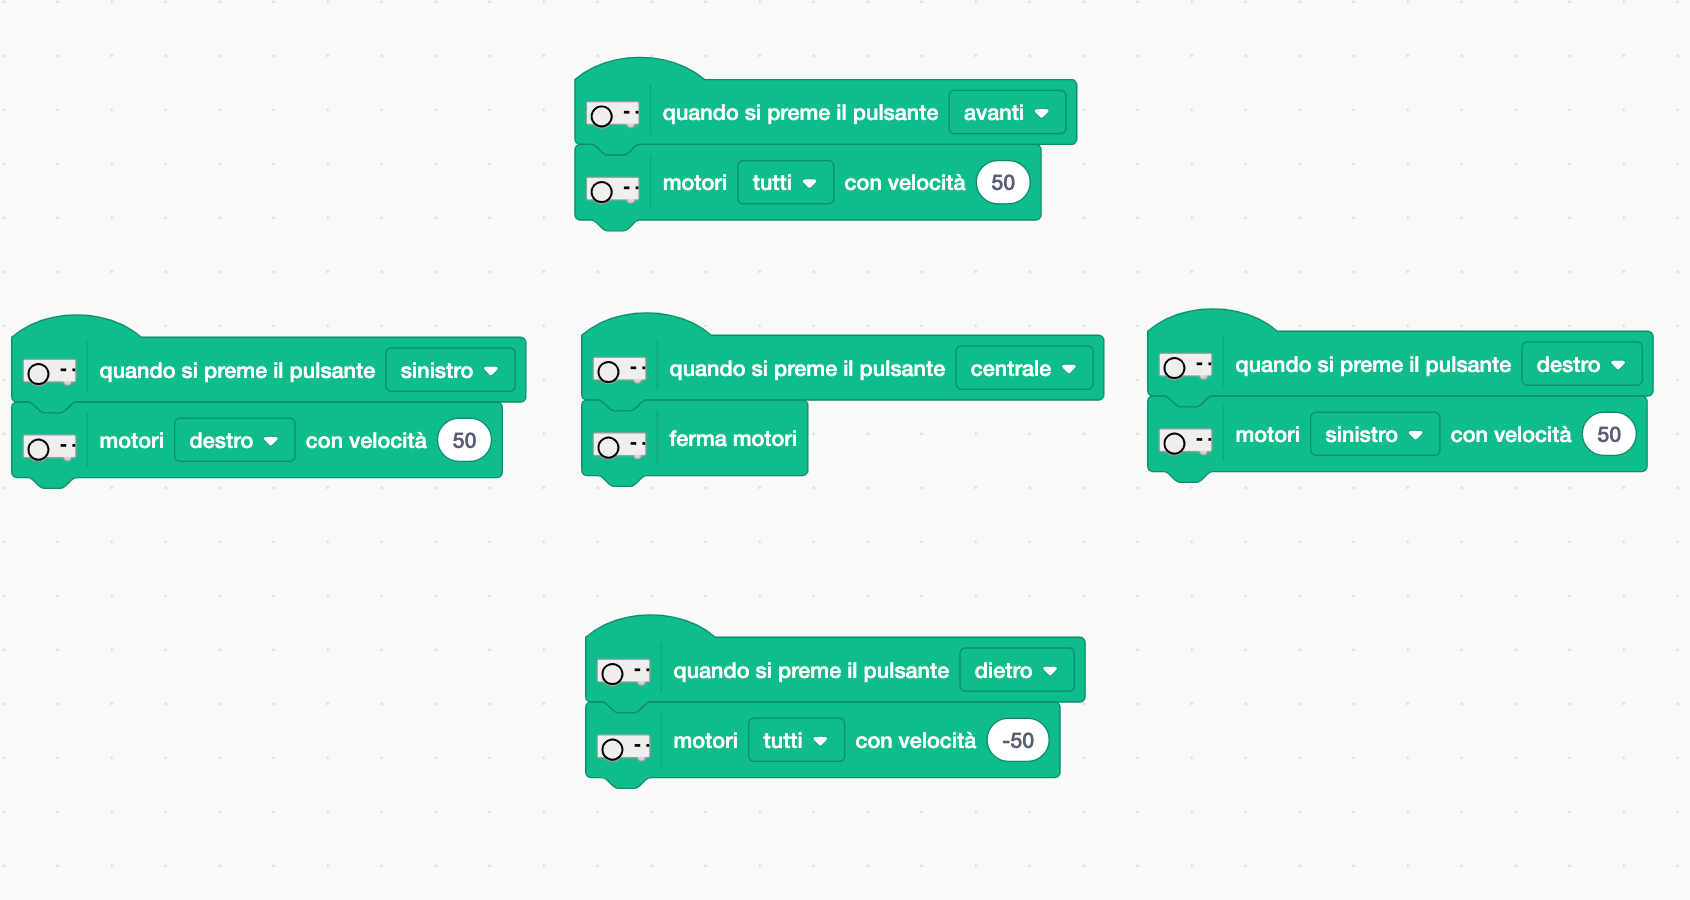 quando si preme il pulsante avanti
motori tutti con velocità 50
quando si preme il pulsante sinistro
motori destro con velocità 50
quando si preme il pulsante centrale
ferma motori
quando si preme il pulsante destro
motori sinistro con velocità 50
quando si preme il pulsante dietro
motori tutti con velocità -50